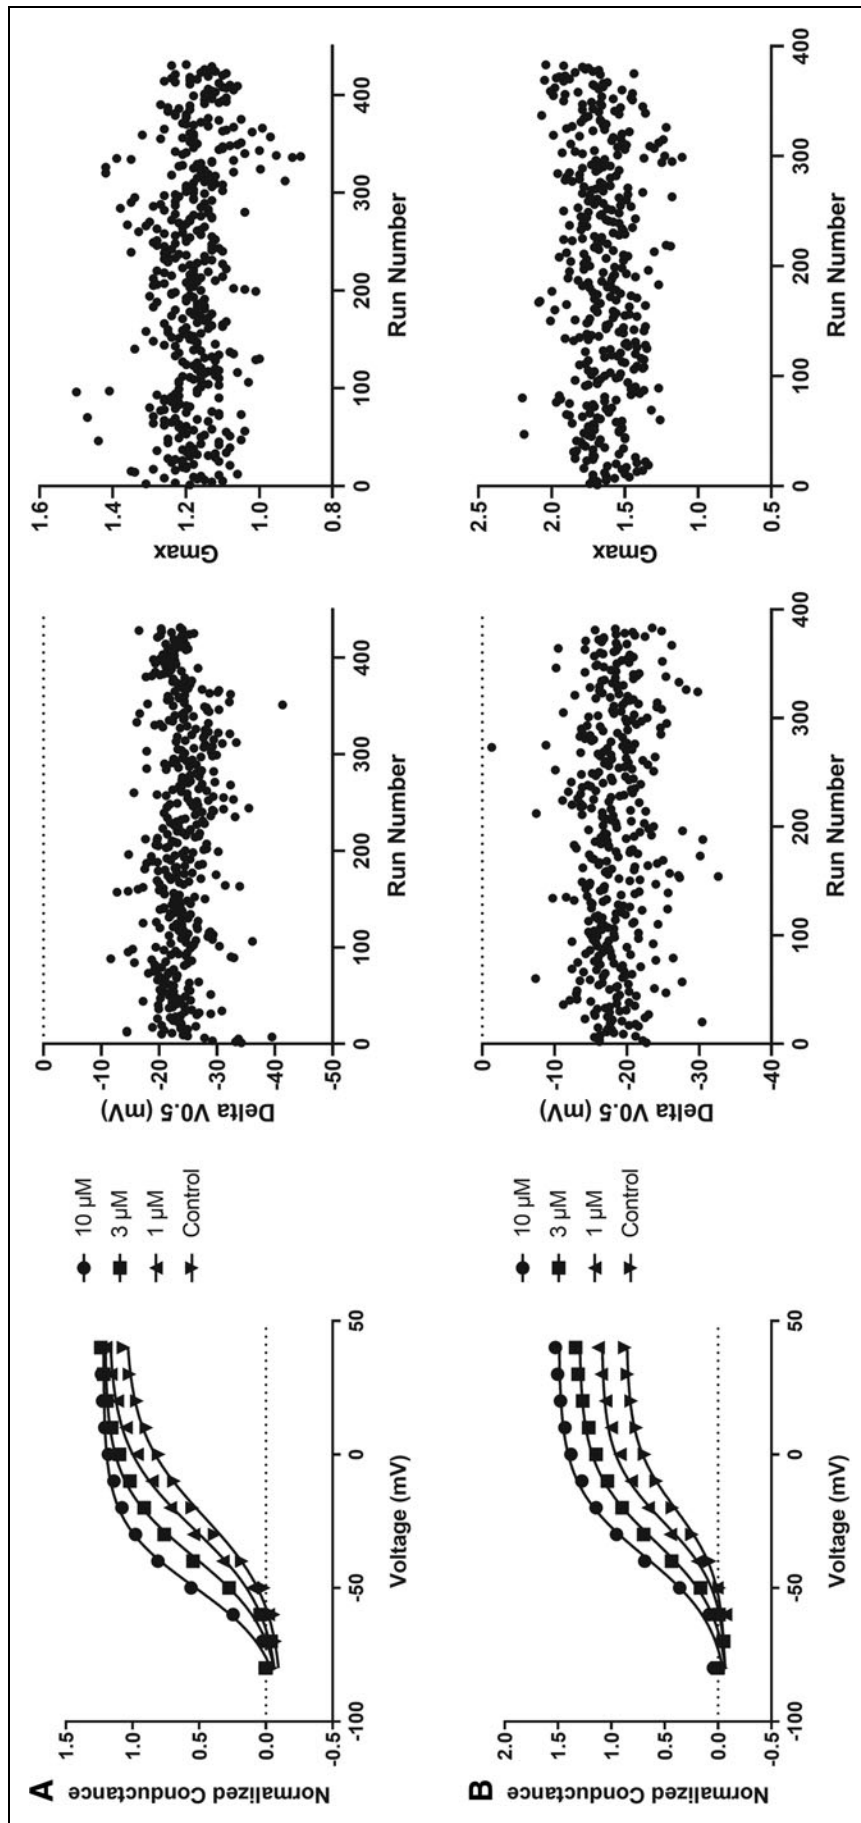 A
Normalized Conductance
1.5
1.0
0.5
0.0
-100
-50
0
50
Voltage (mV)
10 µM
3 µM
1 µM
Control
Delta V0.5 (mV)
0
-10
-20
-30
-40
-50
0
100
200
300
400
Run Number
Gmax
1.6
1.4
1.2
1.0
0.8
0
100
200
300
400
Run Number
B
Normalized Conductance
2.0
1.5
1.0
0.5
0.0
-0.5
-100
-50
0
50
Voltage (mV)
10 µM
3 µM
1 µM
Control
Delta V0.5 (mV)
0
-10
-20
-30
-40
0
100
200
300
400
Run Number
Gmax
2.5
2.0
1.5
1.0
0.5
0
100
200
300
400
Run Number